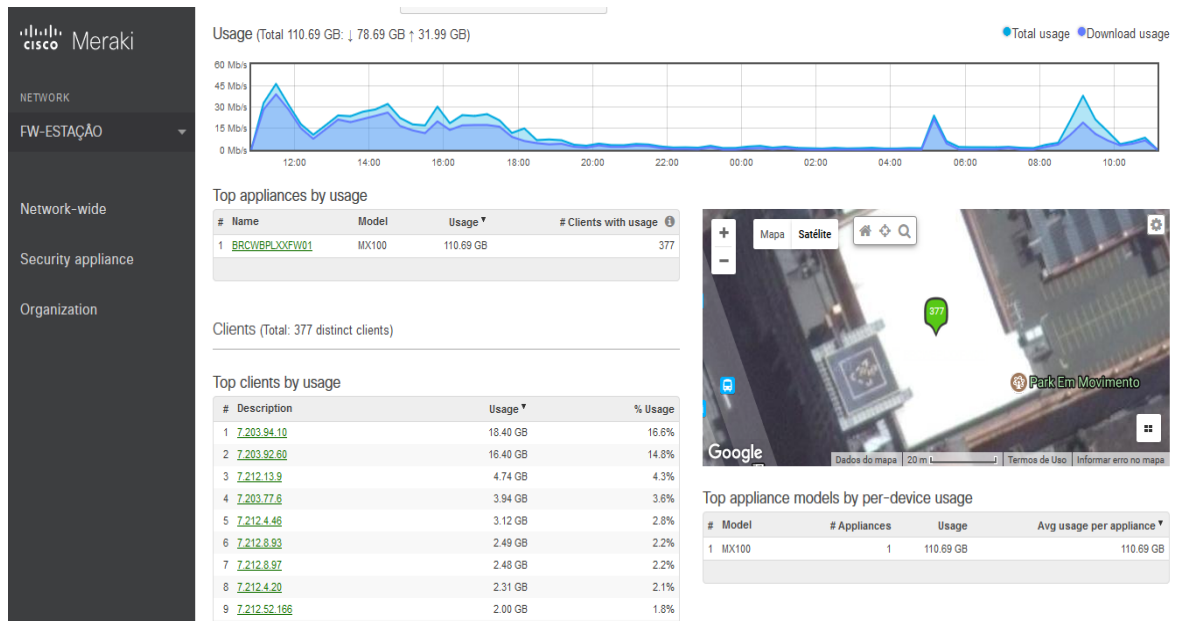 cisco Meraki
NETWORK
FW-ESTAÇÂO
Network-wide
Security appliance
Organization
Usage (Total 110.69 GB: ↓ 78.69 GB ↑ 31.99 GB)
Total usage Download usage
60 Mb/s
45 Mb/s
30 Mb/s
15 Mb/s
0 Mb/s
12:00 14:00 16:00 18:00 20:00 22:00 00:00 02:00 04:00 06:00 08:00 10:00
Top appliances by usage
# Name Model Usage # Clients with usage
1 BRCWBPLXXFW01 MX100 110.69 GB 377
Clients (Total: 377 distinct clients)
Top clients by usage
# Description Usage % Usage
1 7.203.94.10 18.40 GB 16.6%
2 7.203.92.60 16.40 GB 14.8%
3 7.212.13.9 4.74 GB 4.3%
4 7.203.77.6 3.94 GB 3.6%
5 7.212.4.46 3.12 GB 2.8%
6 7.212.8.93 2.49 GB 2.2%
7 7.212.8.97 2.48 GB 2.2%
8 7.212.4.20 2.31 GB 2.1%
9 7.212.52.166 2.00 GB 1.8%
+
−
Mapa Satélite
377
Park Em Movimento
Google
Dados do mapa 20 m Termos de Uso Informar erro no mapa
Top appliance models by per-device usage
# Model # Appliances Usage Avg usage per appliance
1 MX100 1 110.69 GB 110.69 GB